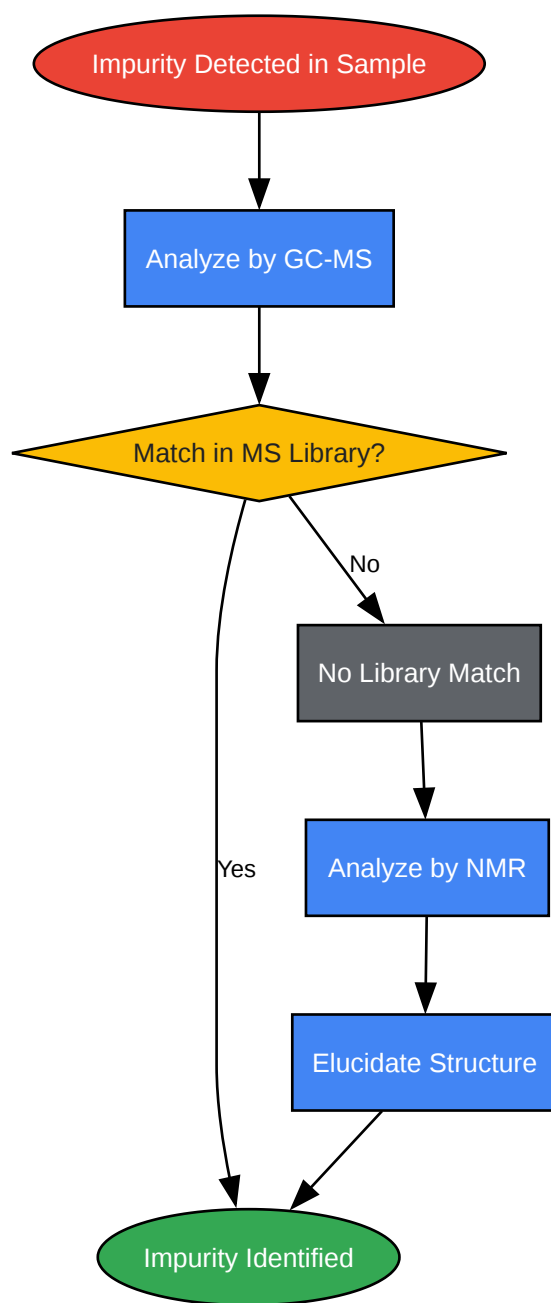 Impurity Detected in Sample
Analyze by GC-MS
Match in MS Library?
No
No Library Match
Analyze by NMR
Yes
Elucidate Structure
Impurity Identified